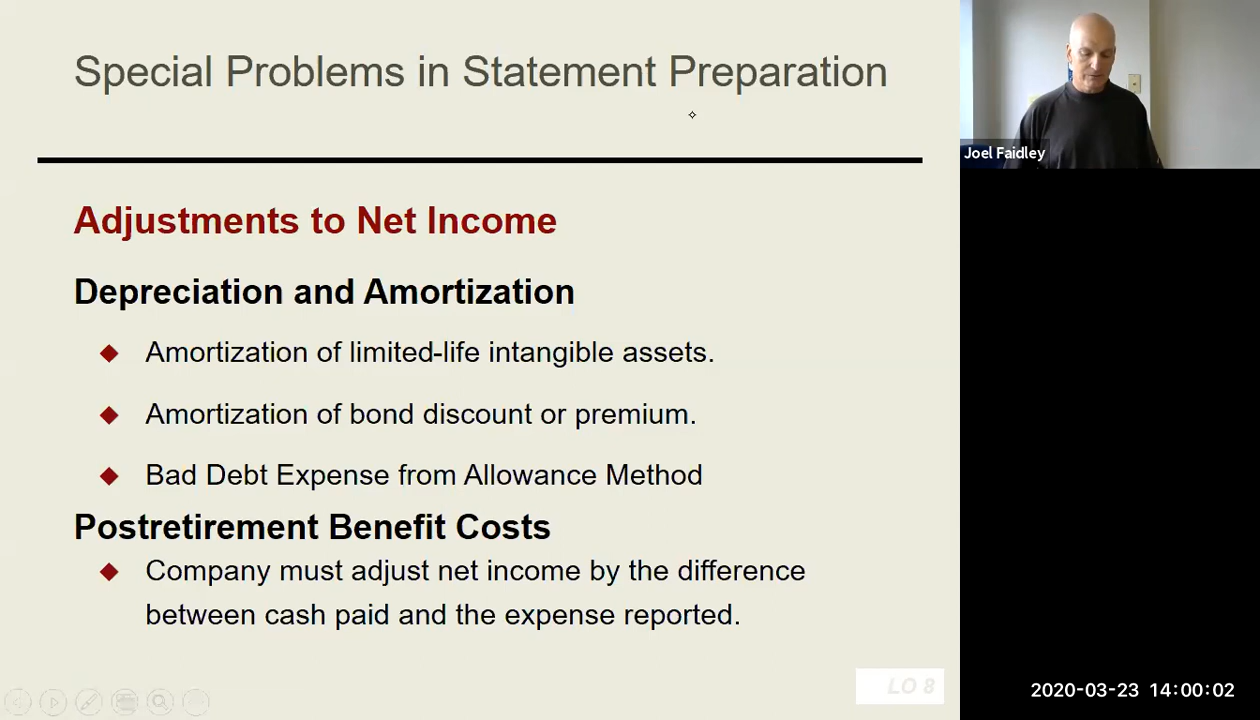 Special Problems in Statement Preparation
Joel Faidley
Adjustments to Net Income
Depreciation and Amortization
Amortization of limited-life intangible assets.
Amortization of bond discount or premium.
Bad Debt Expense from Allowance Method
Postretirement Benefit Costs
Company must adjust net income by the difference
between cash paid and the expense reported.
LO 8
2020-03-23 14:00:02